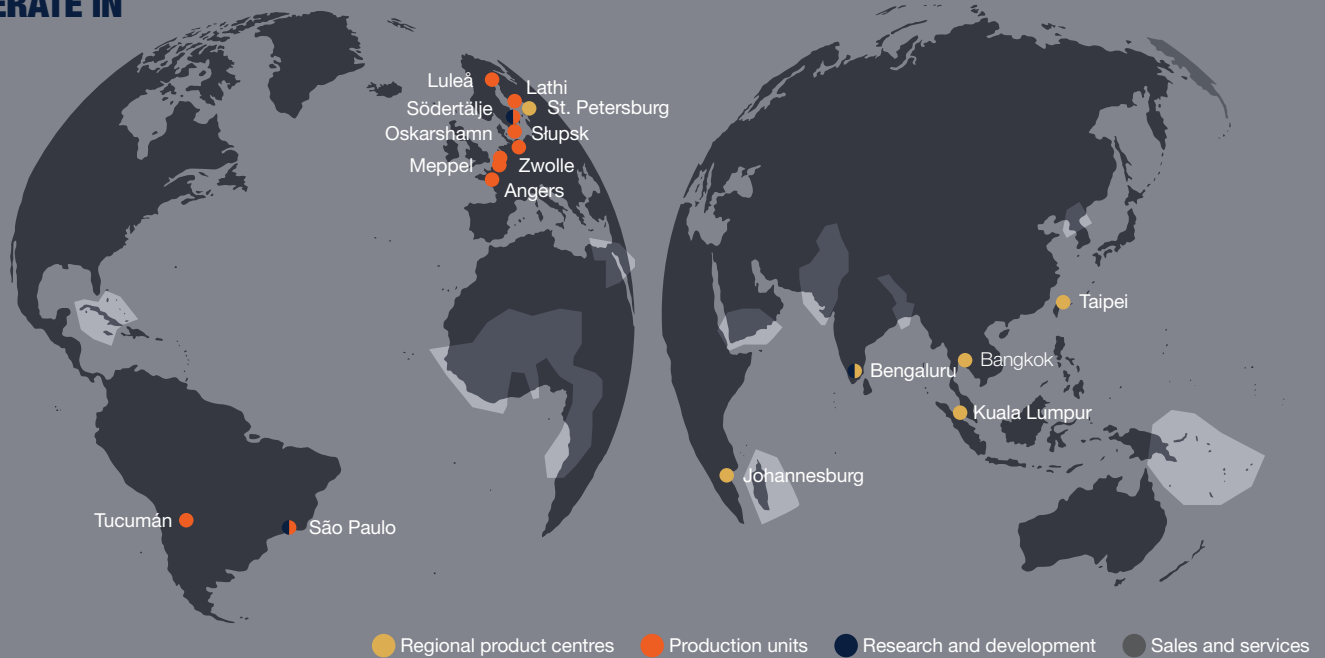 ERATE IN
Luleå
Lathi
Södertälje
St. Petersburg
Oskarshamn
Słupsk
Meppel
Zwolle
Angers
Taipei
Bangkok
Bengaluru
Kuala Lumpur
Johannesburg
Tucumán
São Paulo
Regional product centres
Production units
Research and development
Sales and services